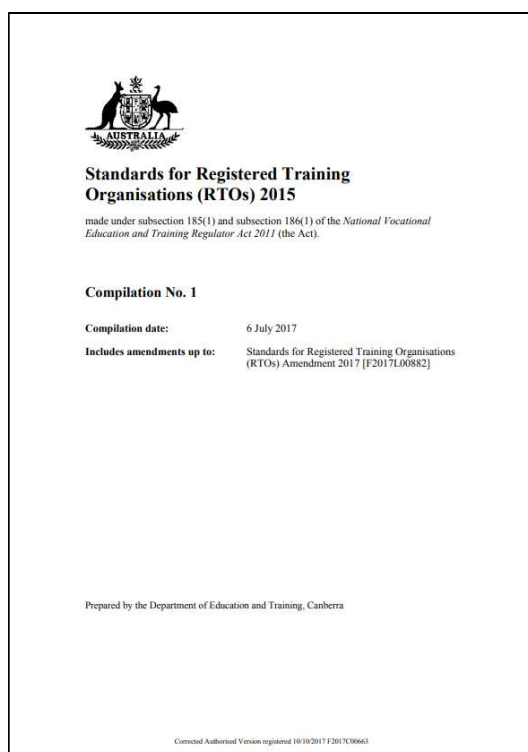 AUSTRALIA
Standards for Registered Training
Organisations (RTOs) 2015
made under subsection 185(1) and subsection 186(1) of the National Vocational
Education and Training Regulator Act 2011 (the Act).
Compilation No. 1
Compilation date: 6 July 2017
Includes amendments up to: Standards for Registered Training Organisations
(RTOs) Amendment 2017 [F2017L00882]
Prepared by the Department of Education and Training, Canberra
Corrected Authorised Version registered 10/10/2017 F2017C00663